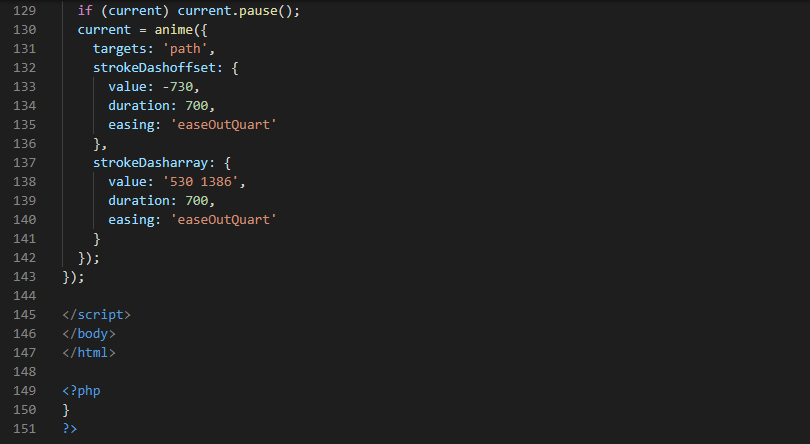 129 if (current) current.pause();
130 current = anime({
131 targets: 'path',
132 strokeDashoffset: {
133 value: -730,
134 duration: 700,
135 easing: 'easeOutQuart'
136 },
137 strokeDasharray: {
138 value: '530 1386',
139 duration: 700,
140 easing: 'easeOutQuart'
141 }
142 });
143 });
144
145 </script>
146 </body>
147 </html>
148
149 <?php
150 }
151 ?>